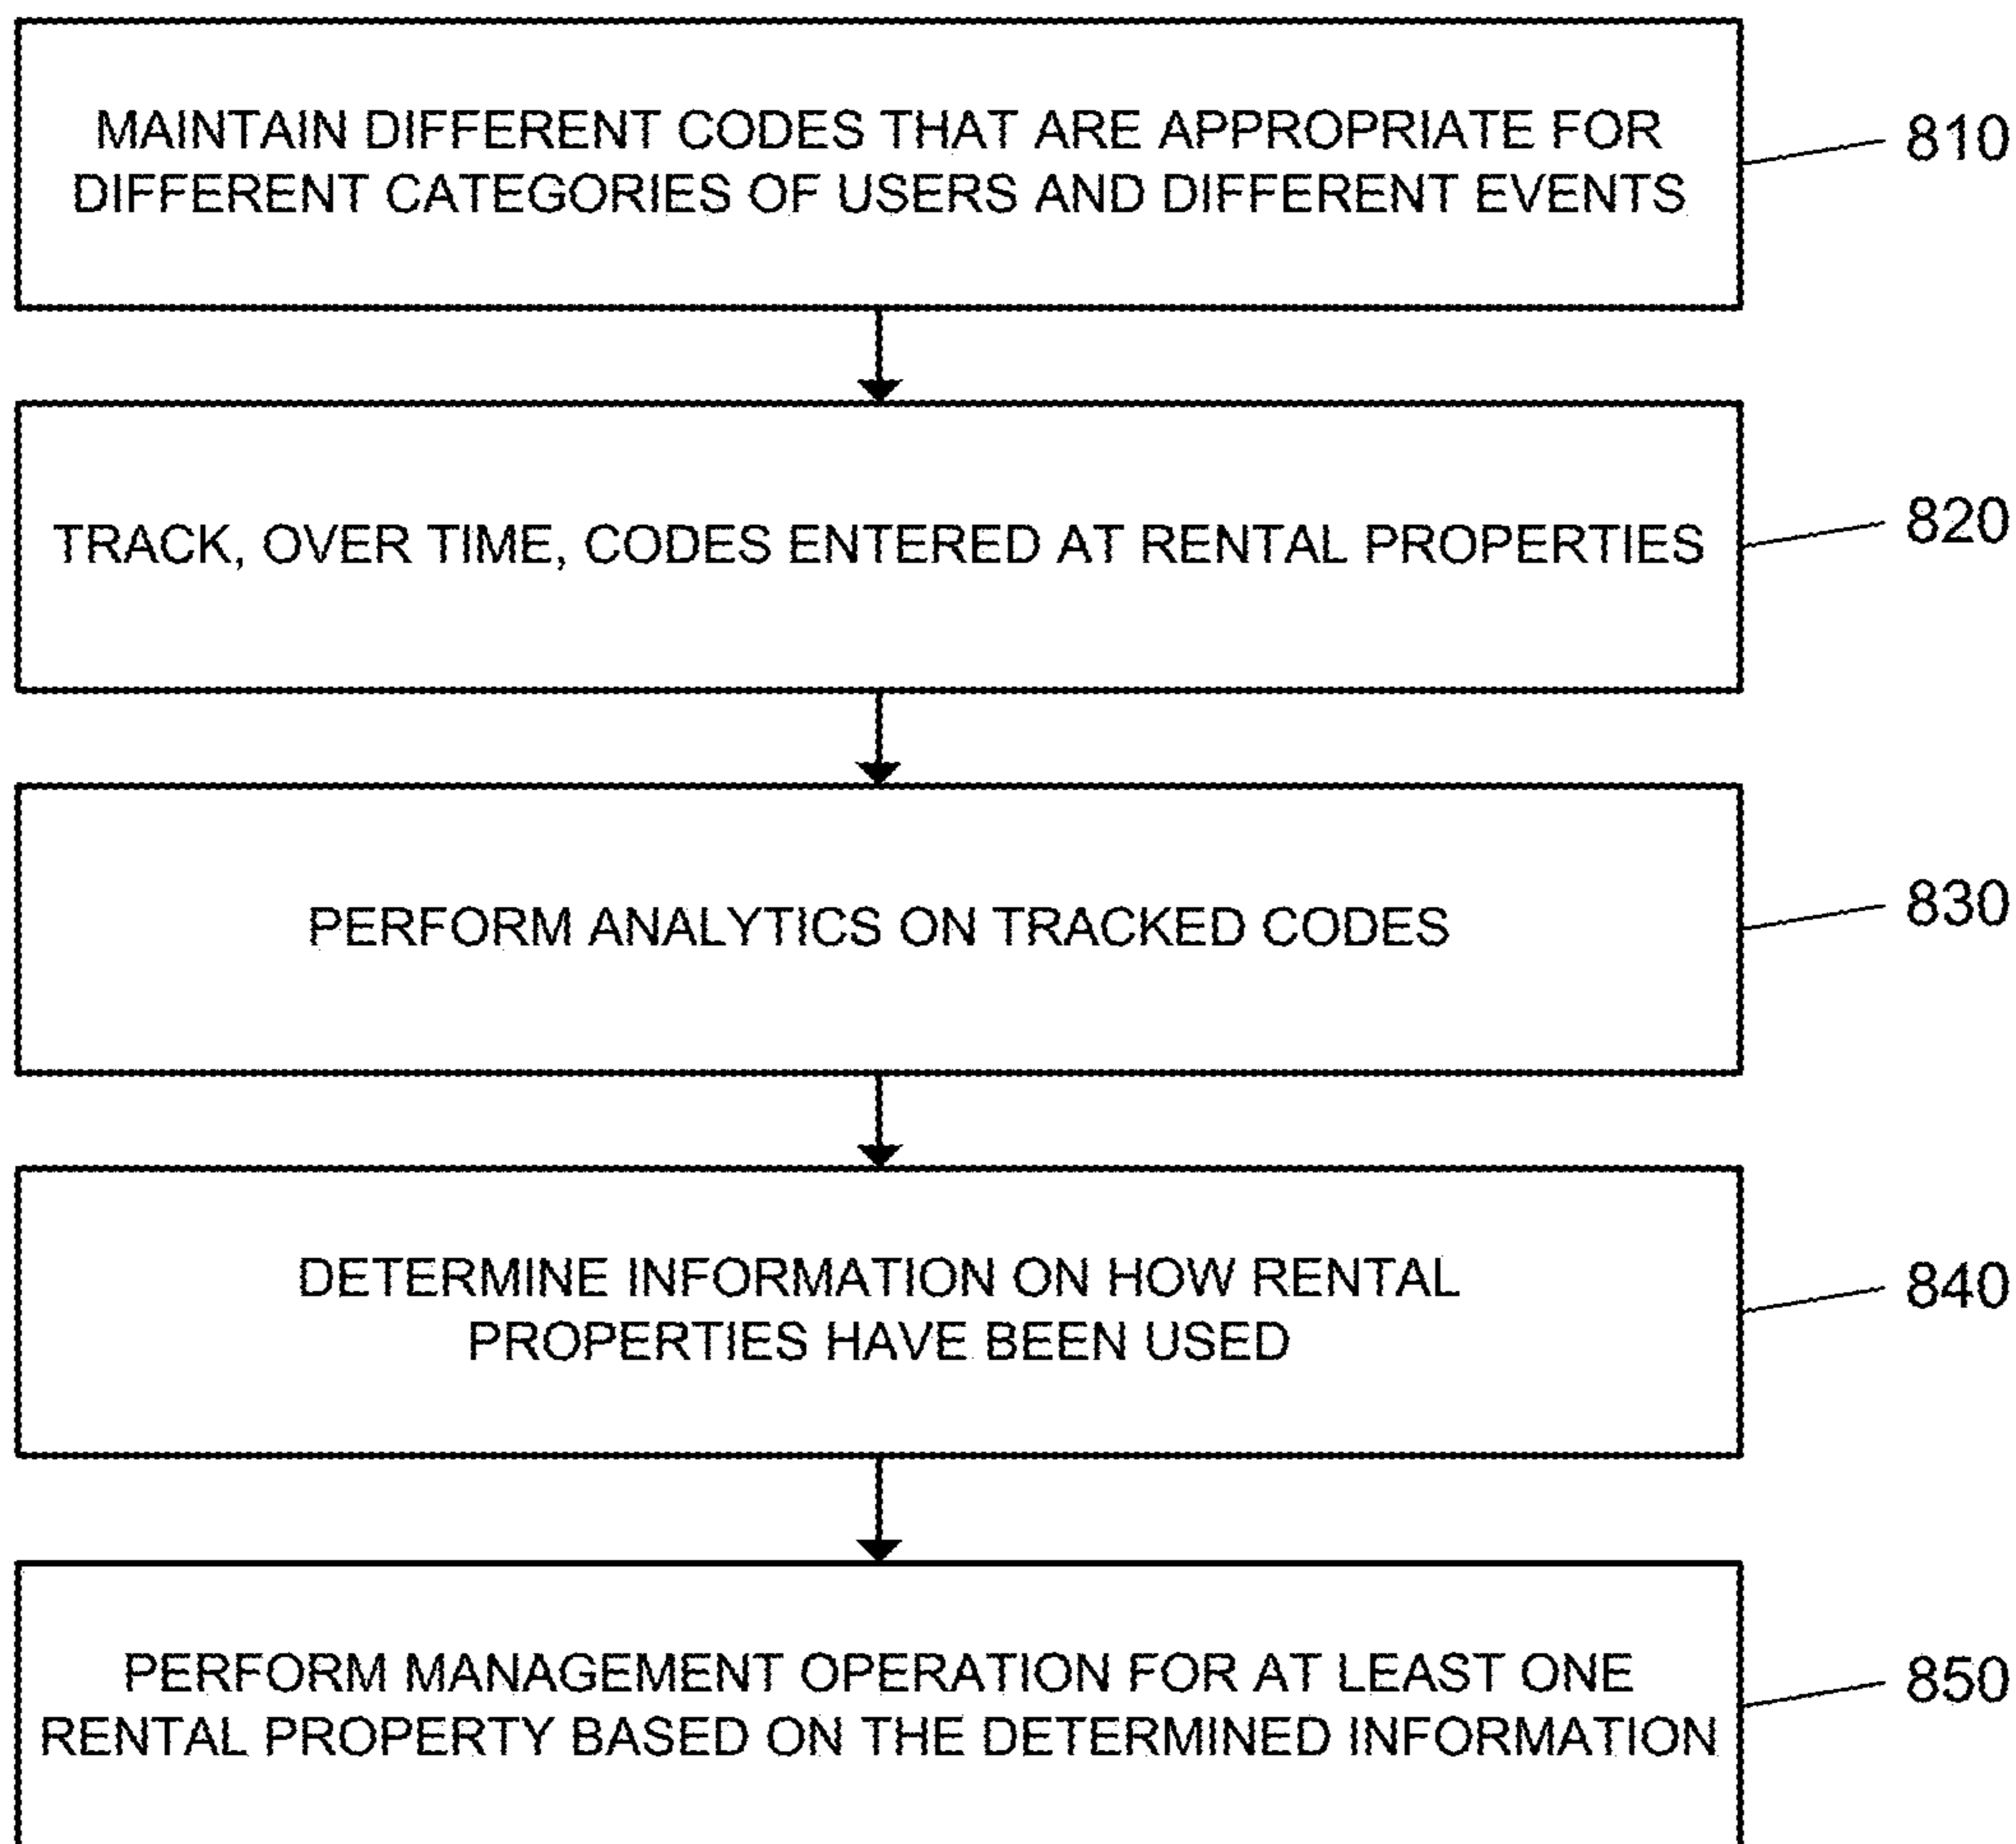 MAINTAIN DIFFERENT CODES THAT ARE APPROPRIATE FOR
DIFFERENT CATEGORIES OF USERS AND DIFFERENT EVENTS
810
TRACK, OVER TIME, CODES ENTERED AT RENTAL PROPERTIES
820
PERFORM ANALYTICS ON TRACKED CODES
830
DETERMINE INFORMATION ON HOW RENTAL
PROPERTIES HAVE BEEN USED
840
PERFORM MANAGEMENT OPERATION FOR AT LEAST ONE
RENTAL PROPERTY BASED ON THE DETERMINED INFORMATION
850